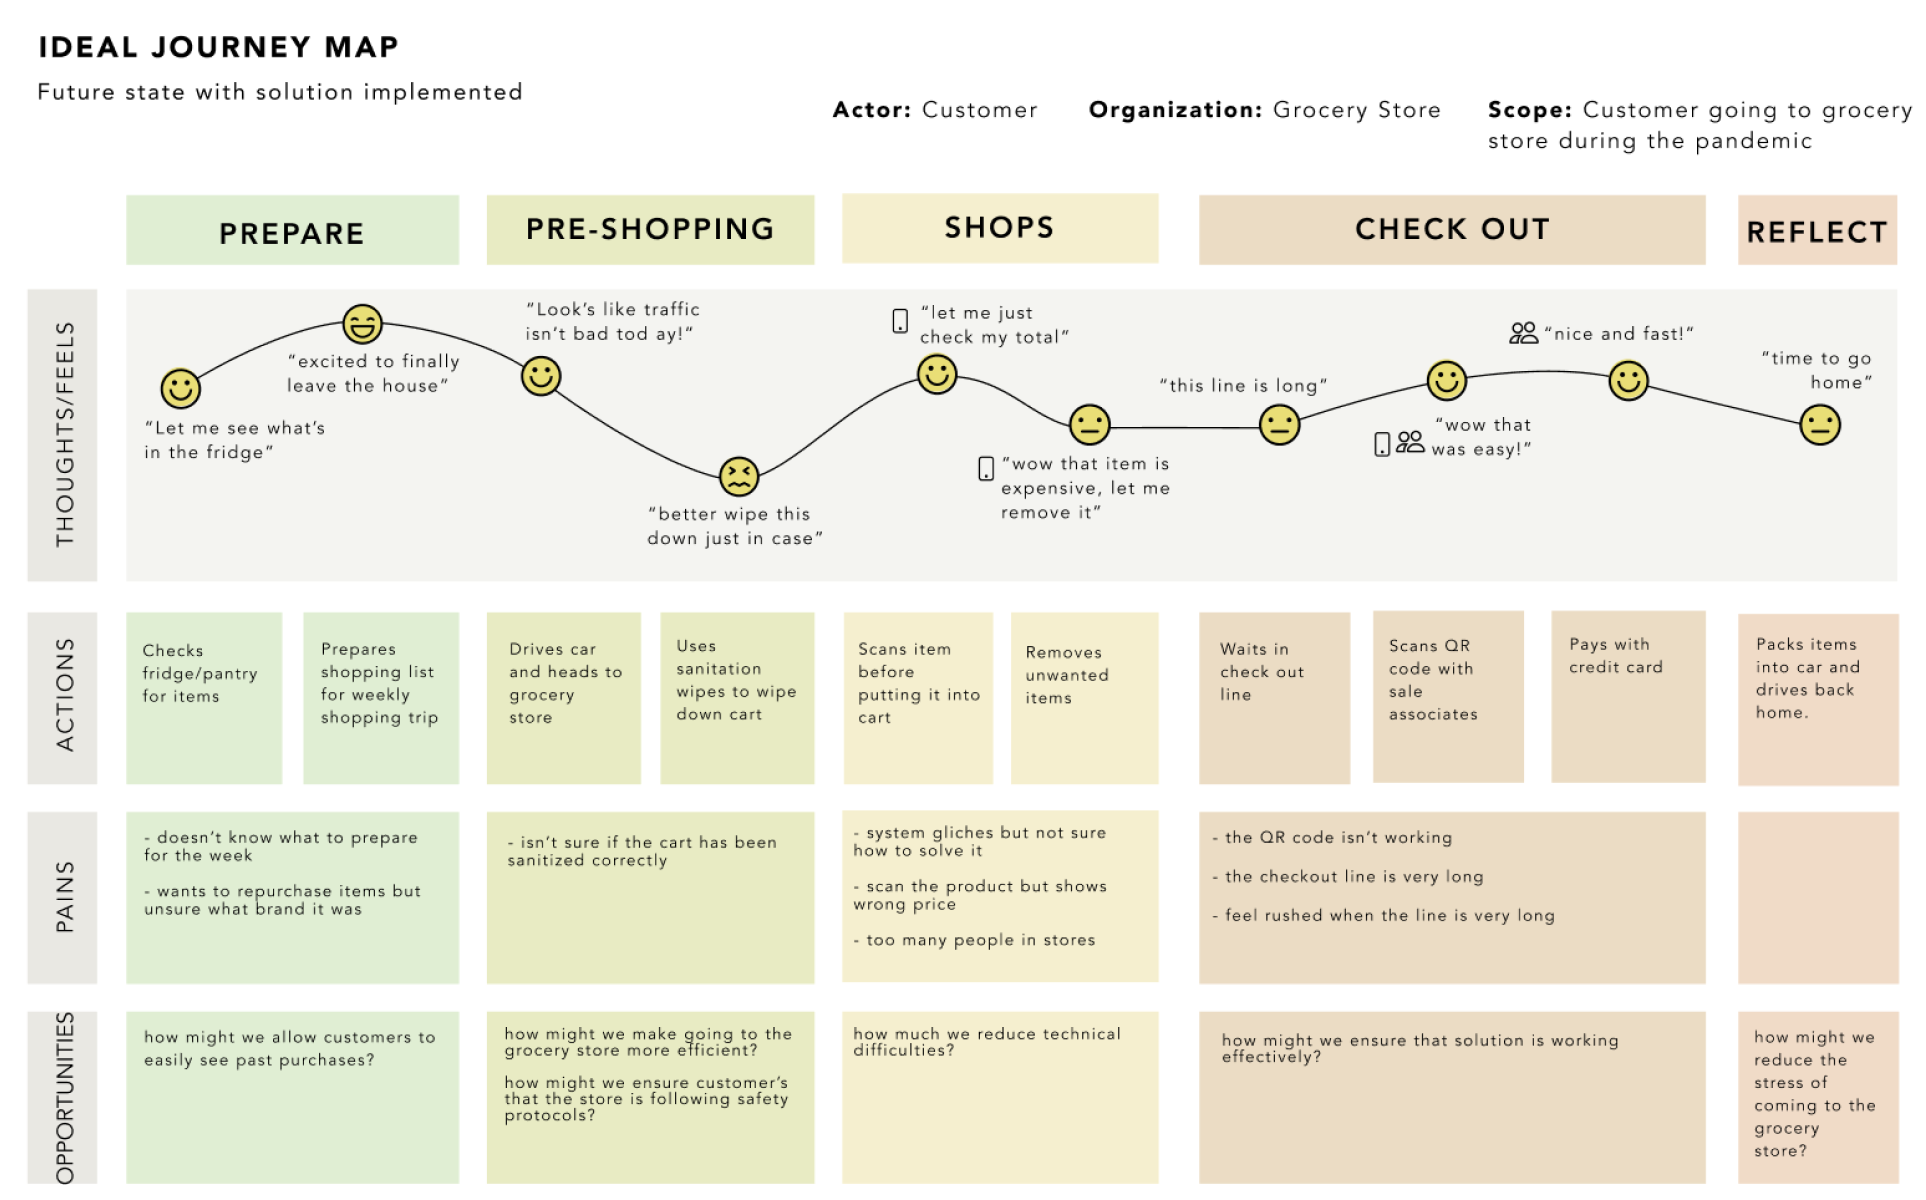 IDEAL JOURNEY MAP
Future state with solution implemented
Actor: Customer
Organization: Grocery Store
Scope: Customer going to grocery
store during the pandemic
PREPARE
PRE-SHOPPING
SHOPS
CHECK OUT
REFLECT
THOUGHTS/FEELS
“Let me see what’s
in the fridge”
“excited to finally
leave the house”
“Look’s like traffic
isn’t bad tod ay!“
“better wipe this
down just in case”
“let me just
check my total”
“wow that item is
expensive, let me
remove it”
“this line is long”
“wow that
was easy!”
“nice and fast!”
“time to go
home”
ACTIONS
Checks
fridge/pantry
for items
Prepares
shopping list
for weekly
shopping trip
Drives car
and heads to
grocery
store
Uses
sanitation
wipes to wipe
down cart
Scans item
before
putting it into
cart
Removes
unwanted
items
Waits in
check out
line
Scans QR
code with
sale
associates
Pays with
credit card
Packs items
into car and
drives back
home.
PAINS
- doesn’t know what to prepare
for the week
- wants to repurchase items but
unsure what brand it was
- isn’t sure if the cart has been
sanitized correctly
- system gliches but not sure
how to solve it
- scan the product but shows
wrong price
- too many people in stores
- the QR code isn’t working
- the checkout line is very long
- feel rushed when the line is very long
OPPORTUNITIES
how might we allow customers to
easily see past purchases?
how might we make going to the
grocery store more efficient?
how might we ensure customer’s
that the store is following safety
protocols?
how much we reduce technical
difficulties?
how might we ensure that solution is working
effectively?
how might we
reduce the
stress of
coming to the
grocery
store?